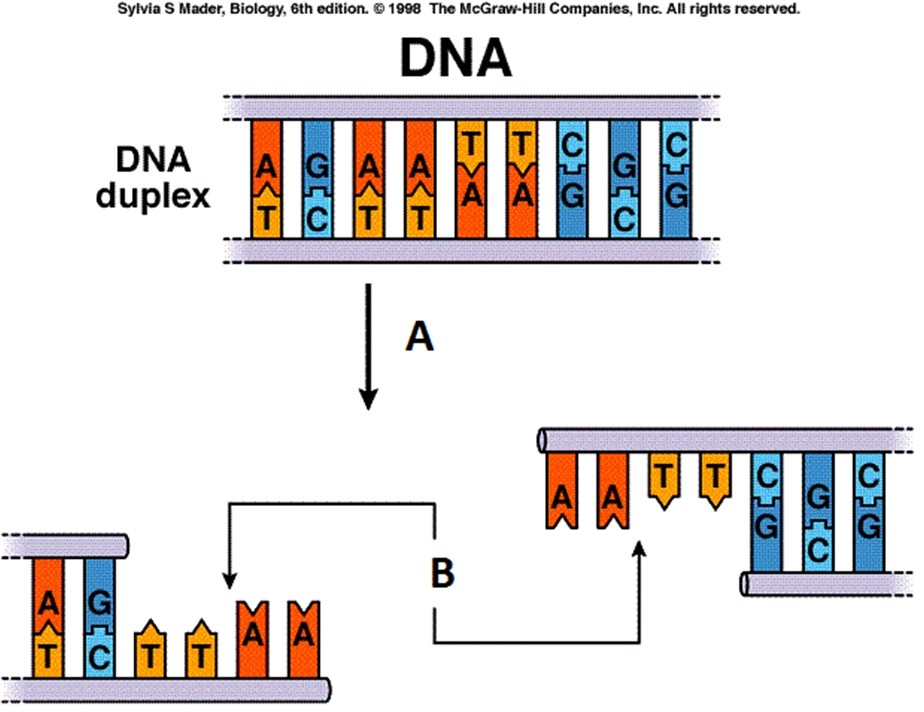 Sylvia S Mader, Biology, 6th edition. © 1998 The McGraw-Hill Companies, Inc. All rights reserved.
DNA
DNA
duplex
A G A A T T C G C
T C T T A A G C G
A
A A T T C G C
G C G
B
A G
T C T T A A